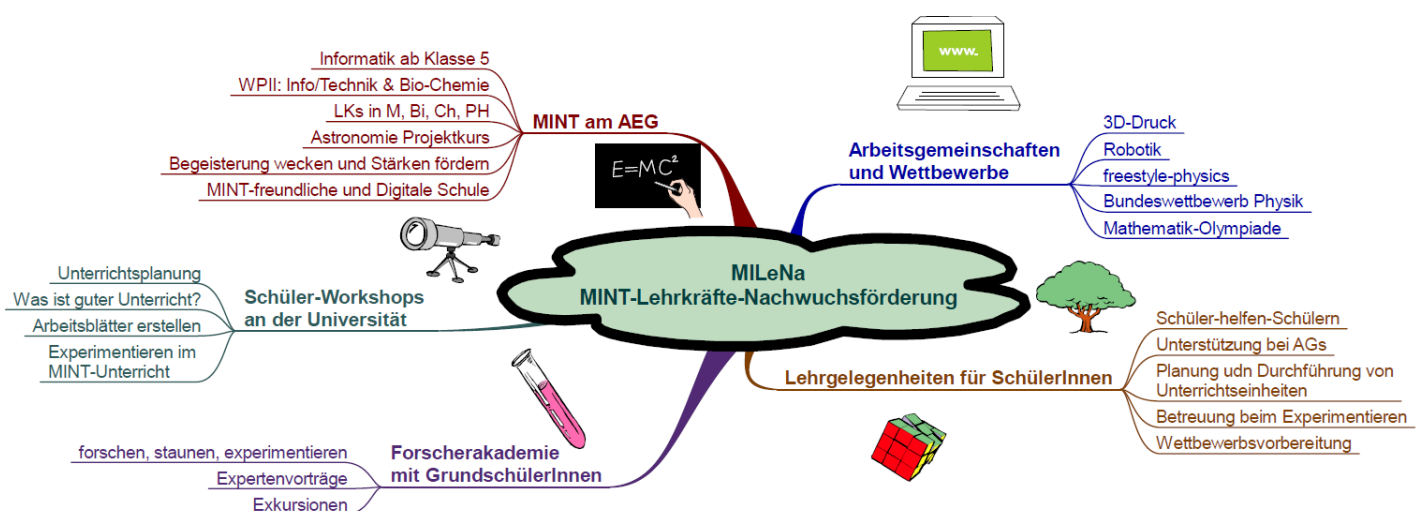 www.
Informatik ab Klasse 5
WPII: Info/Technik & Bio-Chemie
LKs in M, Bi, Ch, PH
Astronomie Projektkurs
Begeisterung wecken und Stärken fördern
MINT-freundliche und Digitale Schule
MINT am AEG
E=MC²
Arbeitsgemeinschaften
und Wettbewerbe
3D-Druck
Robotik
freestyle-physics
Bundeswettbewerb Physik
Mathematik-Olympiade
MILeNa
MINT-Lehrkräfte-Nachwuchsförderung
Unterrichtsplanung
Was ist guter Unterricht?
Arbeitsblätter erstellen
Experimentieren im
MINT-Unterricht
Schüler-Workshops
an der Universität
Lehrgelegenheiten für SchülerInnen
Schüler-helfen-Schülern
Unterstützung bei AGs
Planung udn Durchführung von
Unterrichtseinheiten
Betreuung beim Experimentieren
Wettbewerbsvorbereitung
forschen, staunen, experimentieren
Expertenvorträge
Exkursionen
Forscherakademie
mit GrundschülerInnen